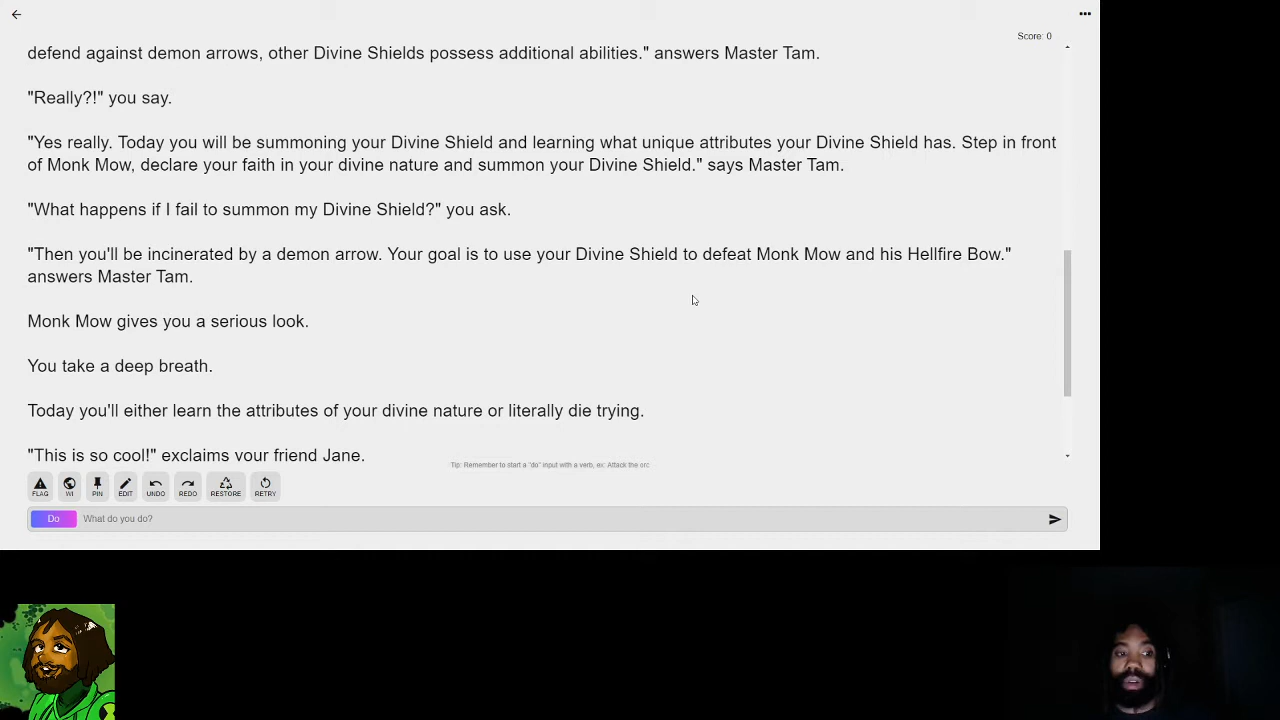 Score: 0
defend against demon arrows, other Divine Shields possess additional abilities." answers Master Tam.
"Really?!" you say.
"Yes really. Today you will be summoning your Divine Shield and learning what unique attributes your Divine Shield has. Step in front
of Monk Mow, declare your faith in your divine nature and summon your Divine Shield." says Master Tam.
"What happens if I fail to summon my Divine Shield?" you ask.
"Then you'll be incinerated by a demon arrow. Your goal is to use your Divine Shield to defeat Monk Mow and his Hellfire Bow."
answers Master Tam.
Monk Mow gives you a serious look.
You take a deep breath.
Today you'll either learn the attributes of your divine nature or literally die trying.
"This is so cool!" exclaims your friend Jane.
Tip: Remember to start a "do" input with a verb, ex: Attack the orc
FLAG WI PIN EDIT UNDO REDO RESTORE RETRY
Do What do you do?